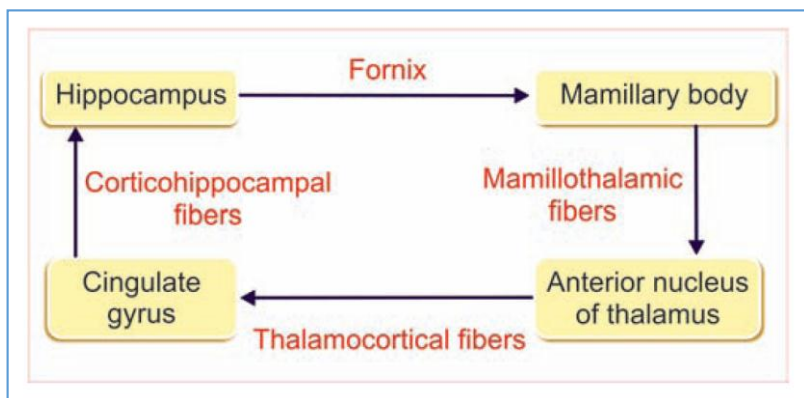 Fornix
Hippocampus
Mamillary body
Corticohippocampal
fibers
Mamillothalamic
fibers
Cingulate
gyrus
Anterior nucleus
of thalamus
Thalamocortical fibers